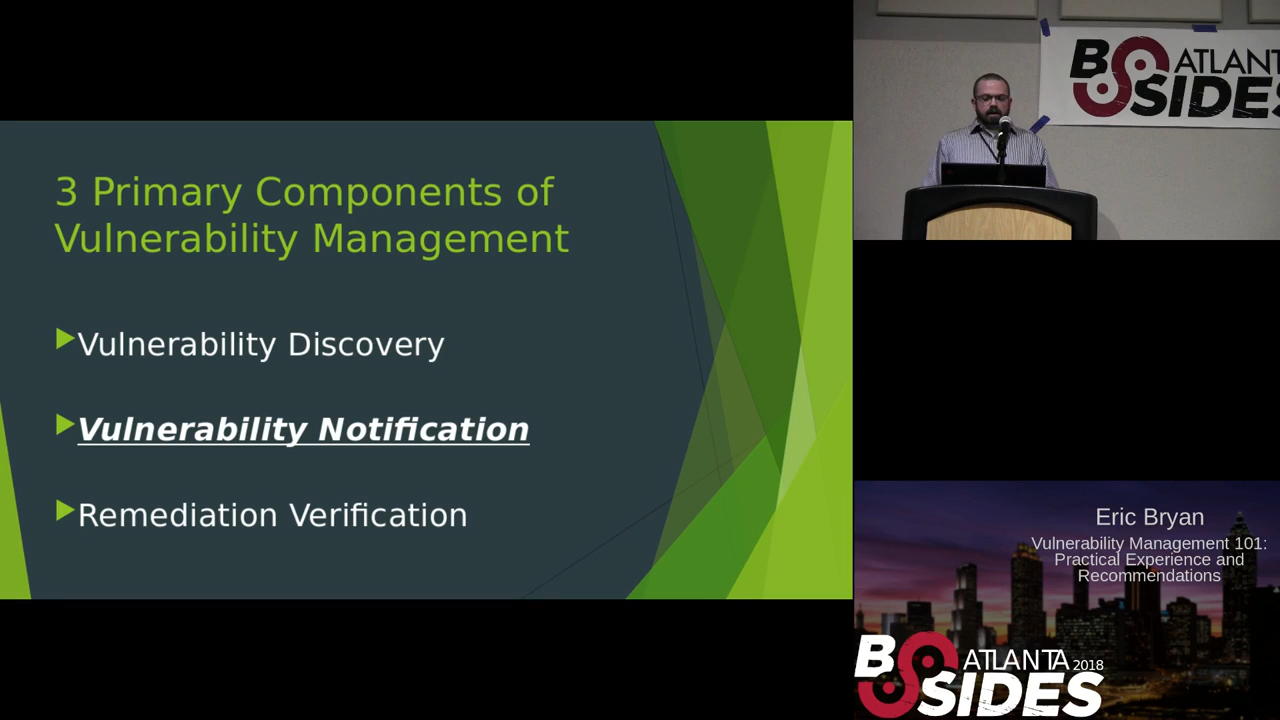 3 Primary Components of
Vulnerability Management
Vulnerability Discovery
Vulnerability Notification
Remediation Verification
B SIDES ATLANT
Eric Bryan
Vulnerability Management 101:
Practical Experience and
Recommendations
B SIDES ATLANTA 2018